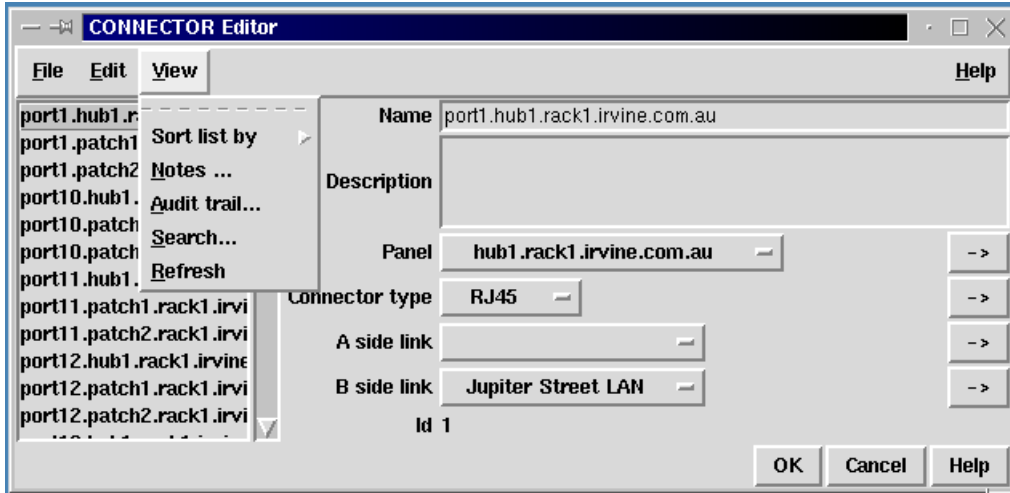 CONNECTOR Editor
File Edit View Help
port1.hub1.r
port1.patch1
port1.patch2
port10.hub1.
port10.patch
port10.patch
port11.hub1.
port11.patch1.rack1.irvi
port11.patch2.rack1.irvi
port12.hub1.rack1.irvine
port12.patch1.rack1.irvi
port12.patch2.rack1.irvi
Sort list by
Notes ...
Audit trail...
Search...
Refresh
Name port1.hub1.rack1.irvine.com.au
Description
Panel hub1.rack1.irvine.com.au ->
Connector type RJ45 ->
A side link ->
B side link Jupiter Street LAN ->
Id 1
OK Cancel Help